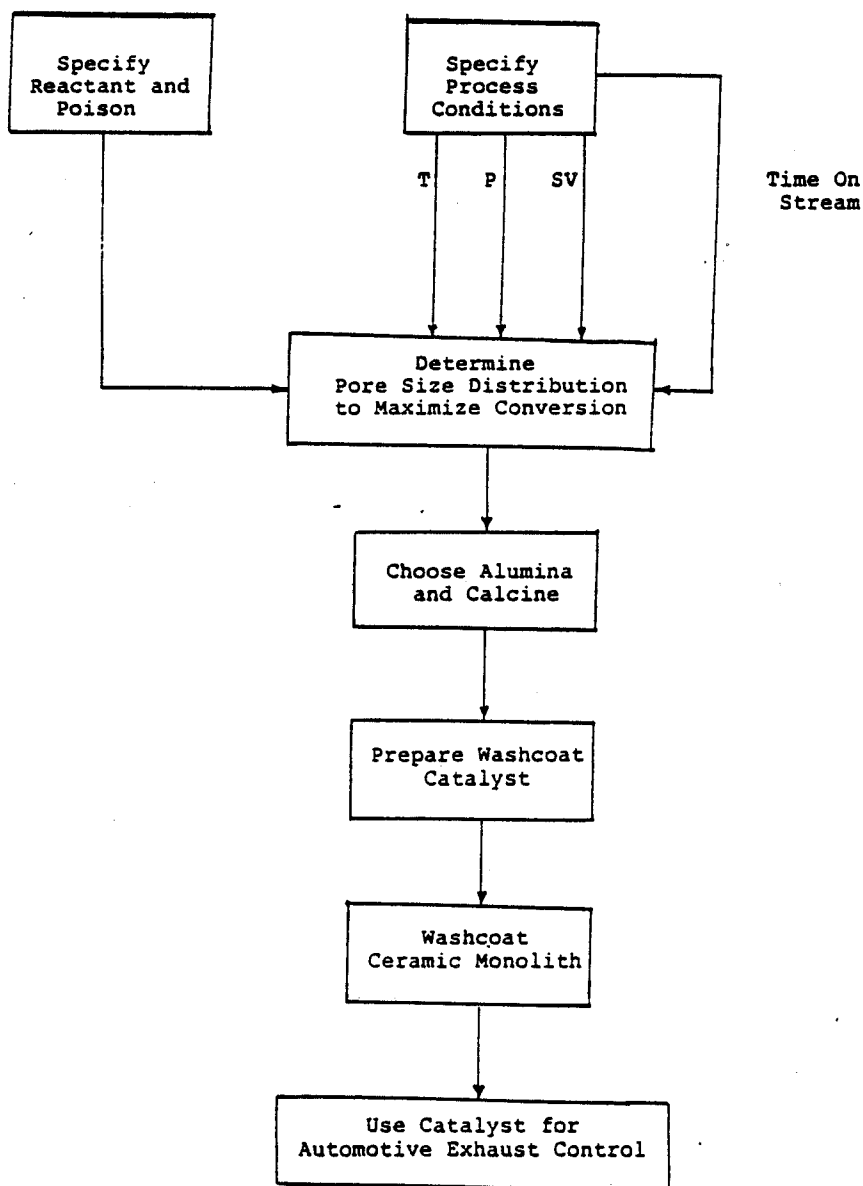 Specify
Reactant and
Poison
Specify
Process
Conditions
T P SV
Time On
Stream
Determine
Pore Size Distribution
to Maximize Conversion
Choose Alumina
and Calcine
Prepare Washcoat
Catalyst
Washcoat
Ceramic Monolith
Use Catalyst for
Automotive Exhaust Control